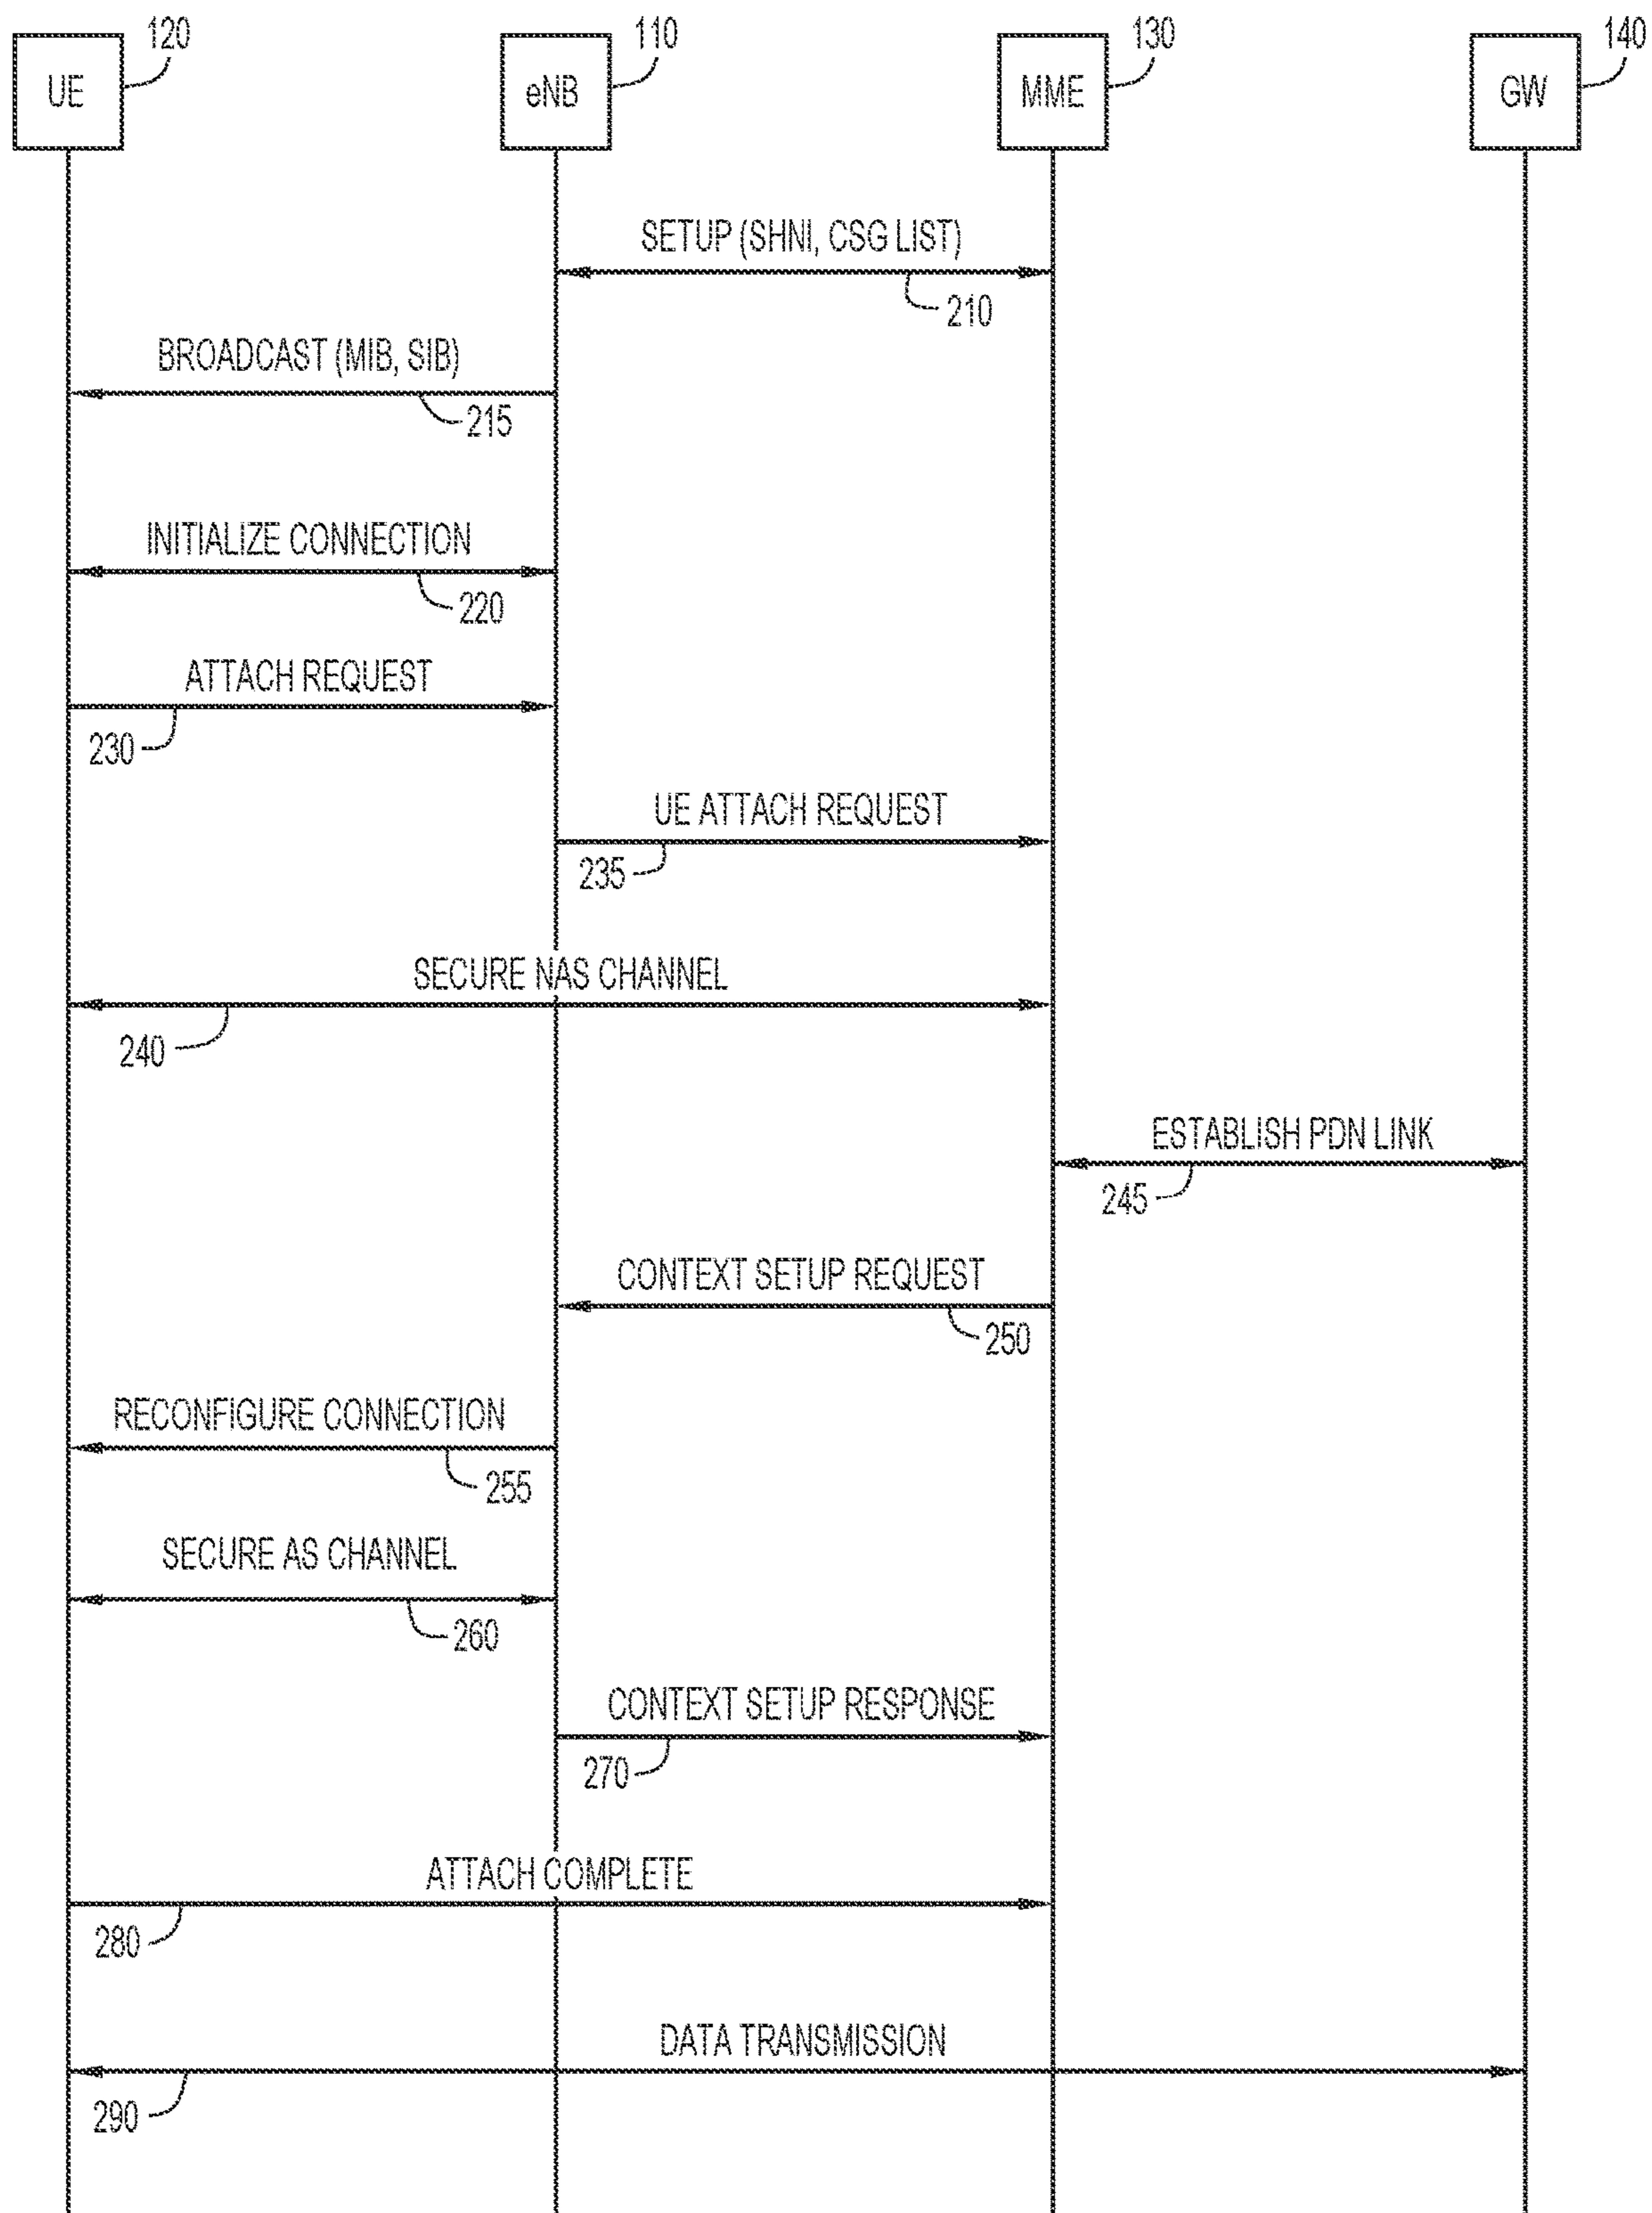 120
110
130
140
UE
eNB
MME
GW
SETUP (SHNI, CSG LIST)
210
BROADCAST (MIB, SIB)
215
INITIALIZE CONNECTION
220
ATTACH REQUEST
230
UE ATTACH REQUEST
235
SECURE NAS CHANNEL
240
ESTABLISH PDN LINK
245
CONTEXT SETUP REQUEST
250
RECONFIGURE CONNECTION
255
SECURE AS CHANNEL
260
CONTEXT SETUP RESPONSE
270
ATTACH COMPLETE
280
DATA TRANSMISSION
290